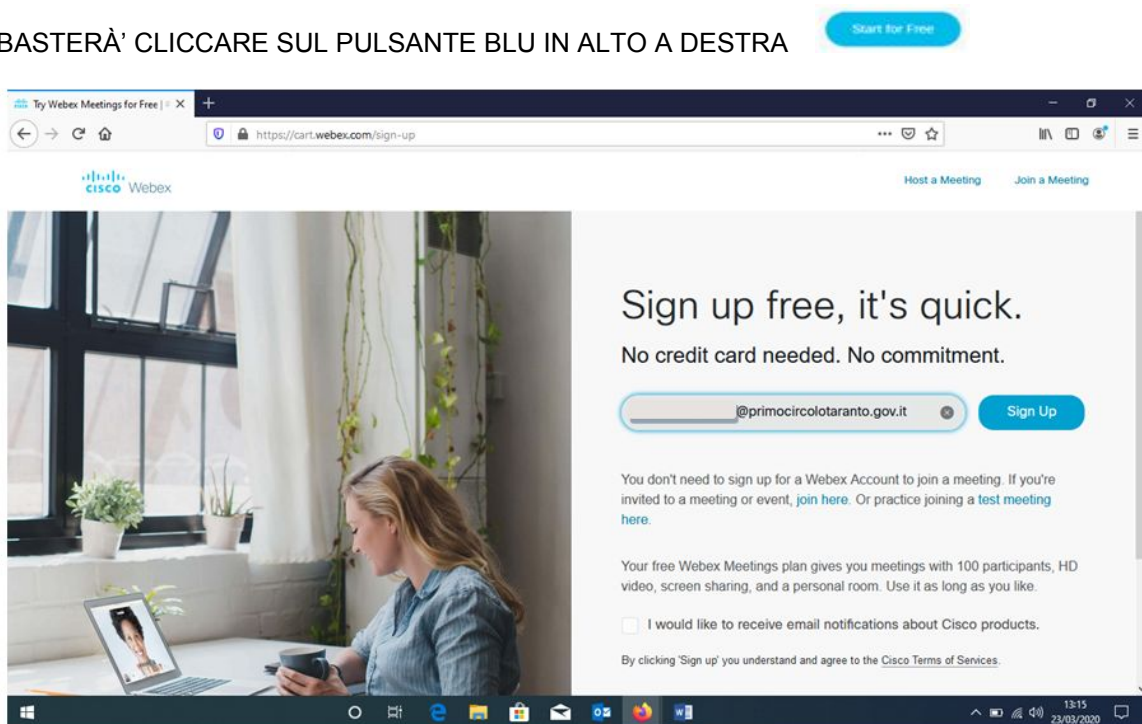 BASTERÀ' CLICCARE SUL PULSANTE BLU IN ALTO A DESTRA
Start for Free
Try Webex Meetings for Free |
https://cart.webex.com/sign-up
CISCO Webex
Host a Meeting
Join a Meeting
Sign up free, it's quick.
No credit card needed. No commitment.
@primocircolotaranto.gov.it
Sign Up
You don't need to sign up for a Webex Account to join a meeting. If you're
invited to a meeting or event, join here. Or practice joining a test meeting
here.
Your free Webex Meetings plan gives you meetings with 100 participants, HD
video, screen sharing, and a personal room. Use it as long as you like.
I would like to receive email notifications about Cisco products.
By clicking 'Sign up' you understand and agree to the Cisco Terms of Services.
13:15
23/03/2020